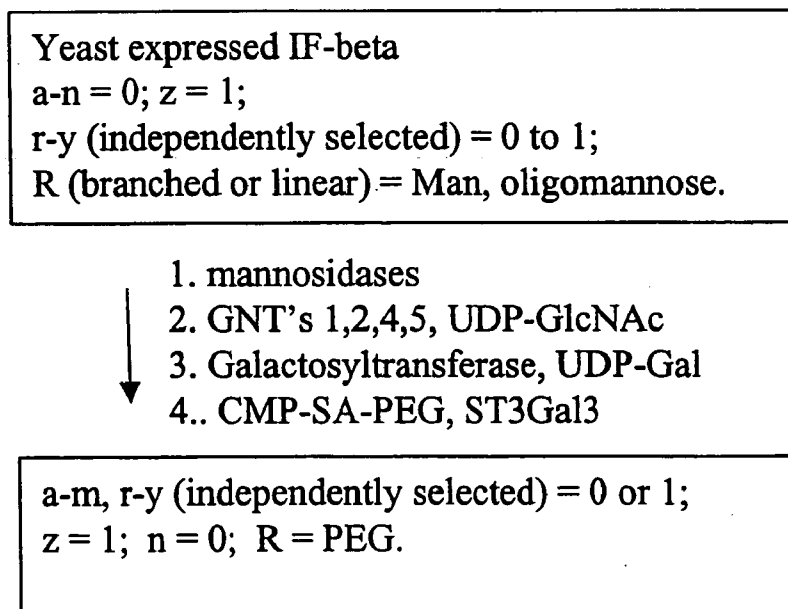 Yeast expressed IF-beta
a-n = 0; z = 1;
r-y (independently selected) = 0 to 1;
R (branched or linear) = Man, oligomannose.
1. mannosidases
2. GNT's 1,2,4,5, UDP-GlcNAc
3. Galactosyltransferase, UDP-Gal
4.. CMP-SA-PEG, ST3Gal3
a-m, r-y (independently selected) = 0 or 1;
z = 1; n = 0; R = PEG.